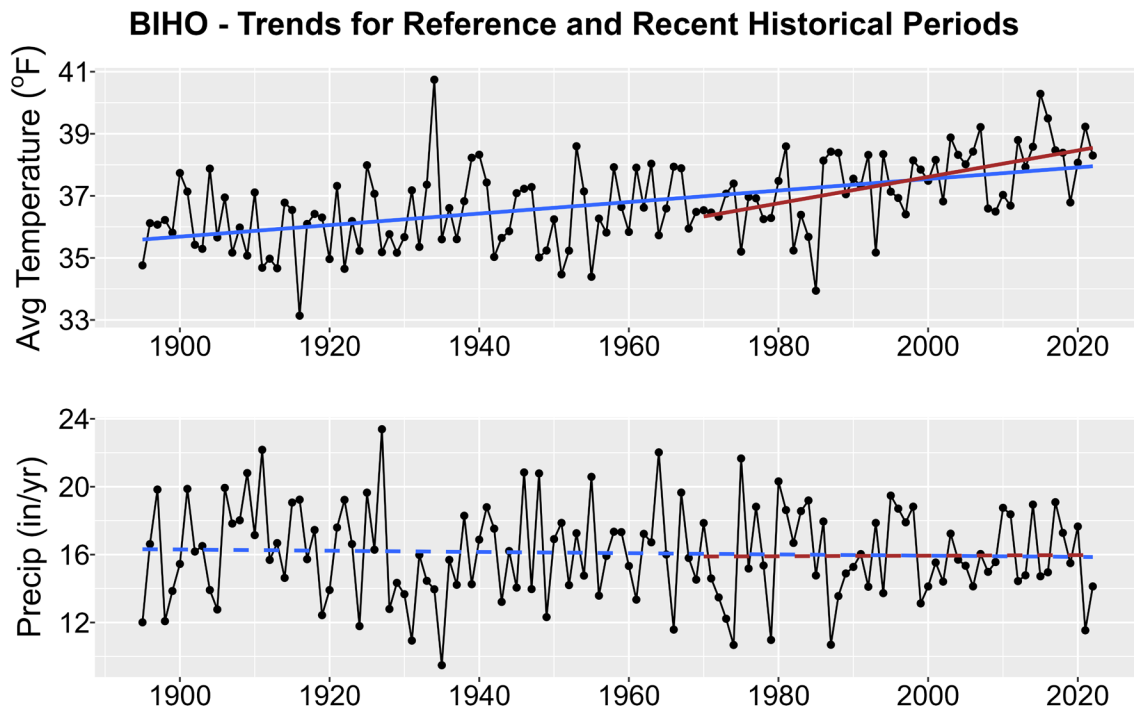 BIHO - Trends for Reference and Recent Historical Periods
Avg Temperature (°F)
41
39
37
35
33
1900 1920 1940 1960 1980 2000 2020
Precip (in/yr)
24
20
16
12
1900 1920 1940 1960 1980 2000 2020